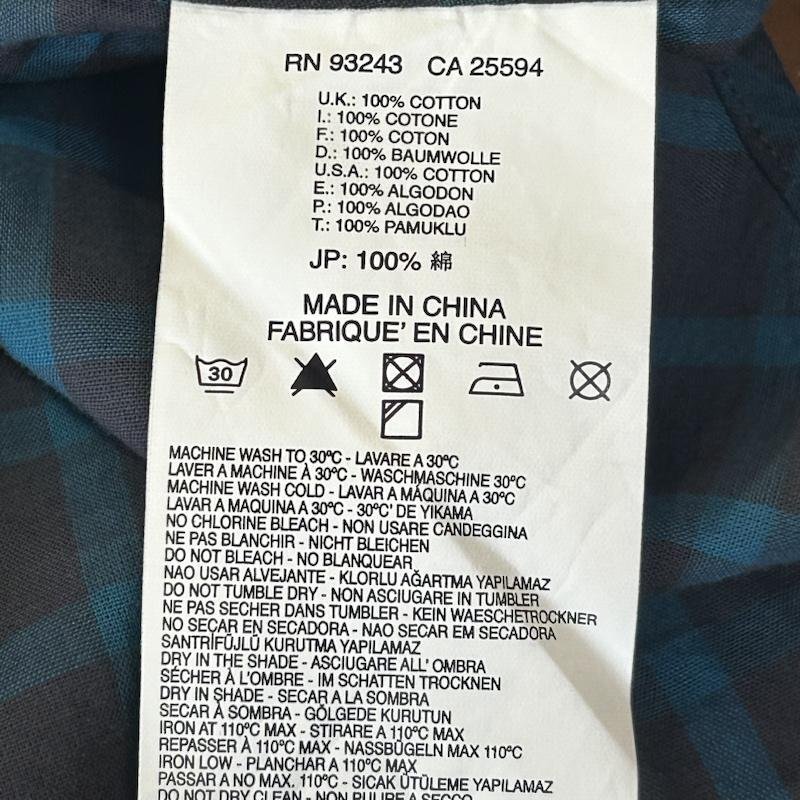 RN 93243 CA 25594
U.K.: 100% COTTON
I.: 100% COTONE
F.: 100% COTON
D.: 100% BAUMWOLLE
U.S.A.: 100% COTTON
E.: 100% ALGODON
P.: 100% ALGODAO
T.: 100% PAMUKLU
JP: 100% 綿
MADE IN CHINA
FABRIQUE' EN CHINE
30
MACHINE WASH TO 30ºC - LAVARE A 30ºC
LAVER A MACHINE À 30ºC - WASCHMASCHINE 30ºC
MACHINE WASH COLD - LAVAR A MÁQUINA A 30ºC
LAVAR A MAQUINA A 30ºC - 30ºC' DE YIKAMA
NO CHLORINE BLEACH - NON USARE CANDEGGINA
NE PAS BLANCHIR - NICHT BLEICHEN
DO NOT BLEACH - NO BLANQUEAR
NAO USAR ALVEJANTE - KLORLU AĞARTMA YAPILAMAZ
DO NOT TUMBLE DRY - NON ASCIUGARE IN TUMBLER
NE PAS SECHER DANS TUMBLER - KEIN WAESCHETROCKNER
NO SECAR EN SECADORA - NAO SECAR EM SECADORA
SANTRİFÜJLÜ KURUTMA YAPILAMAZ
DRY IN THE SHADE - ASCIUGARE ALL' OMBRA
SÉCHER À L'OMBRE - IM SCHATTEN TROCKNEN
DRY IN SHADE - SECAR A LA SOMBRA
SECAR À SOMBRA - GÖLGEDE KURUTUN
IRON AT 110ºC MAX - STIRARE A 110ºC MAX
REPASSER À 110ºC MAX - NASSBÜGELN MAX 110ºC
IRON LOW - PLANCHAR A 110ºC MAX
PASSAR A NO MAX. 110ºC - SICAK ÜTÜLEME YAPILAMAZ
DO NOT DRY CLEAN - NON PULIRE A SECCO